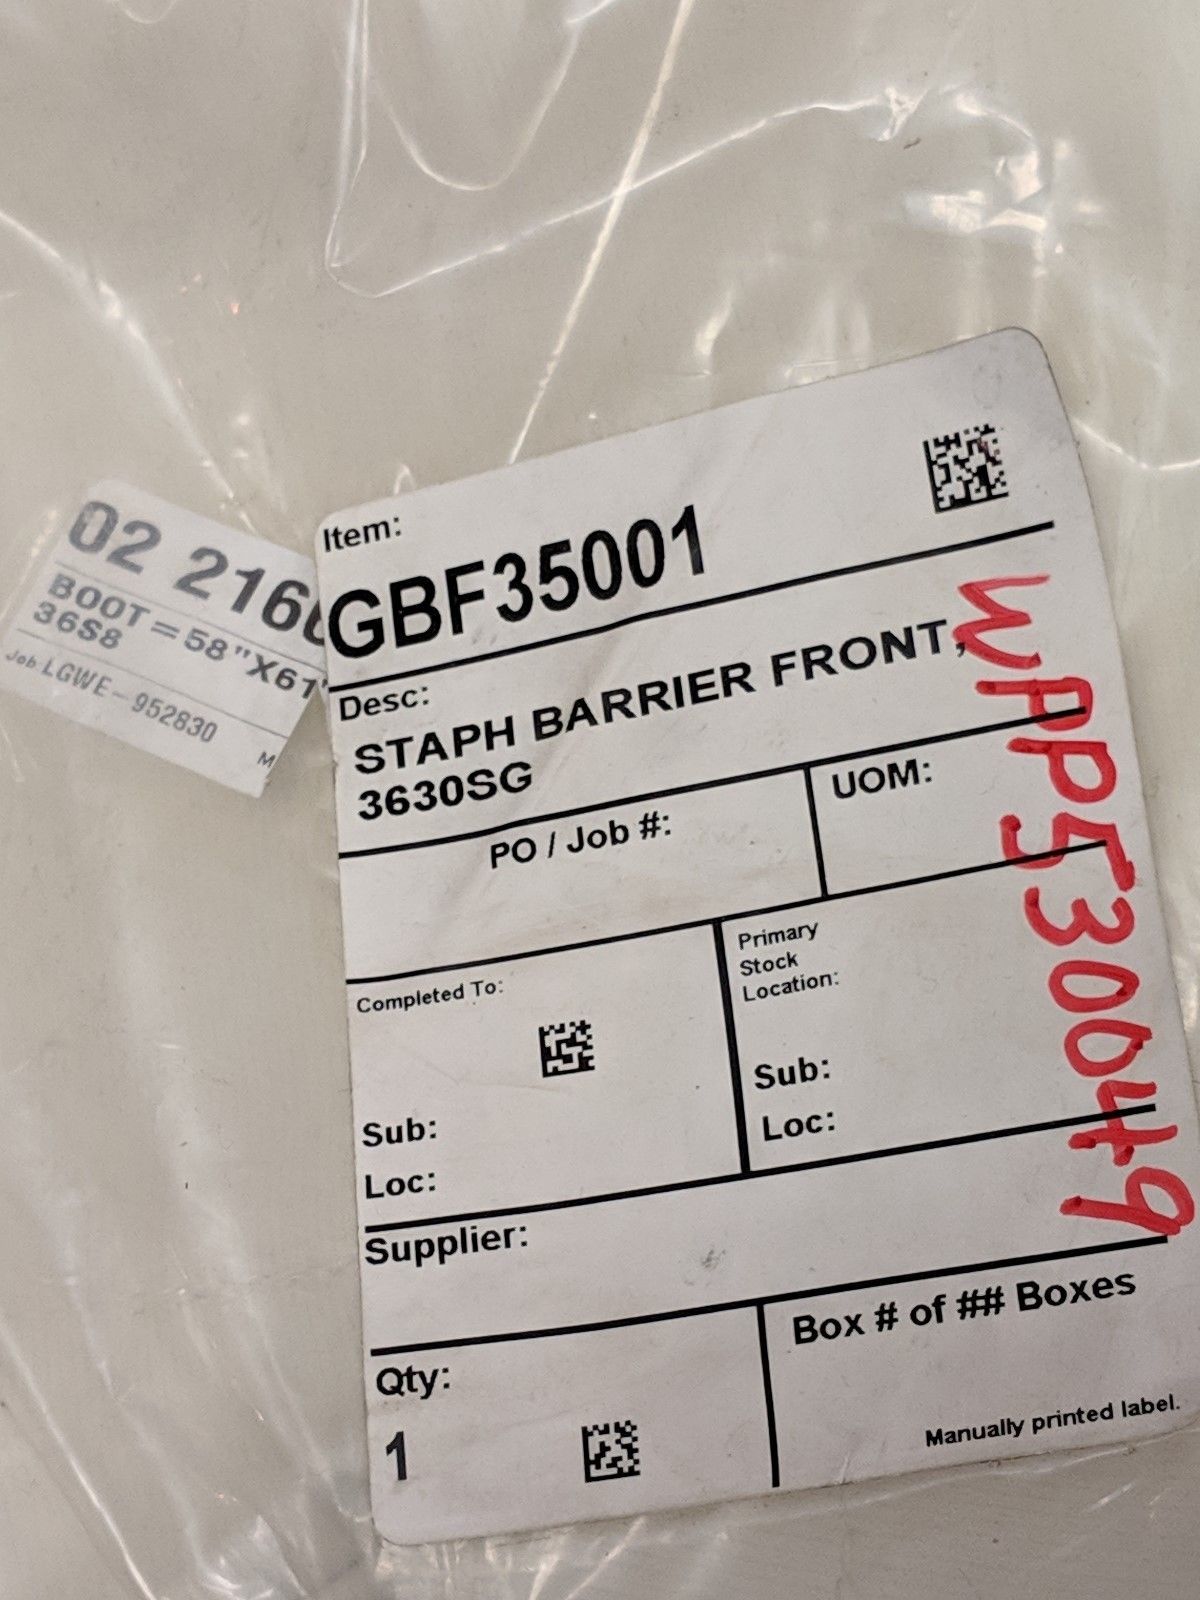 02 216
BOOT = 58"X61"
36S8
Job LGWE-952830
M
Item:
GBF35001
Desc:
STAPH BARRIER FRONT,
3630SG
PO / Job #:
UOM:
Completed To:
Sub:
Loc:
Primary
Stock
Location:
Sub:
Loc:
Supplier:
Qty:
1
Box # of ## Boxes
Manually printed label.
WPP530049